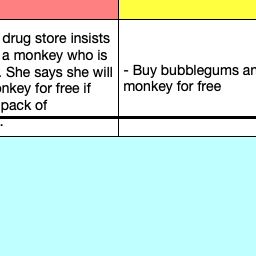 drug store insists
a monkey who is
. She says she will
nkey for free if
pack of
.
- Buy bubblegums an
monkey for free